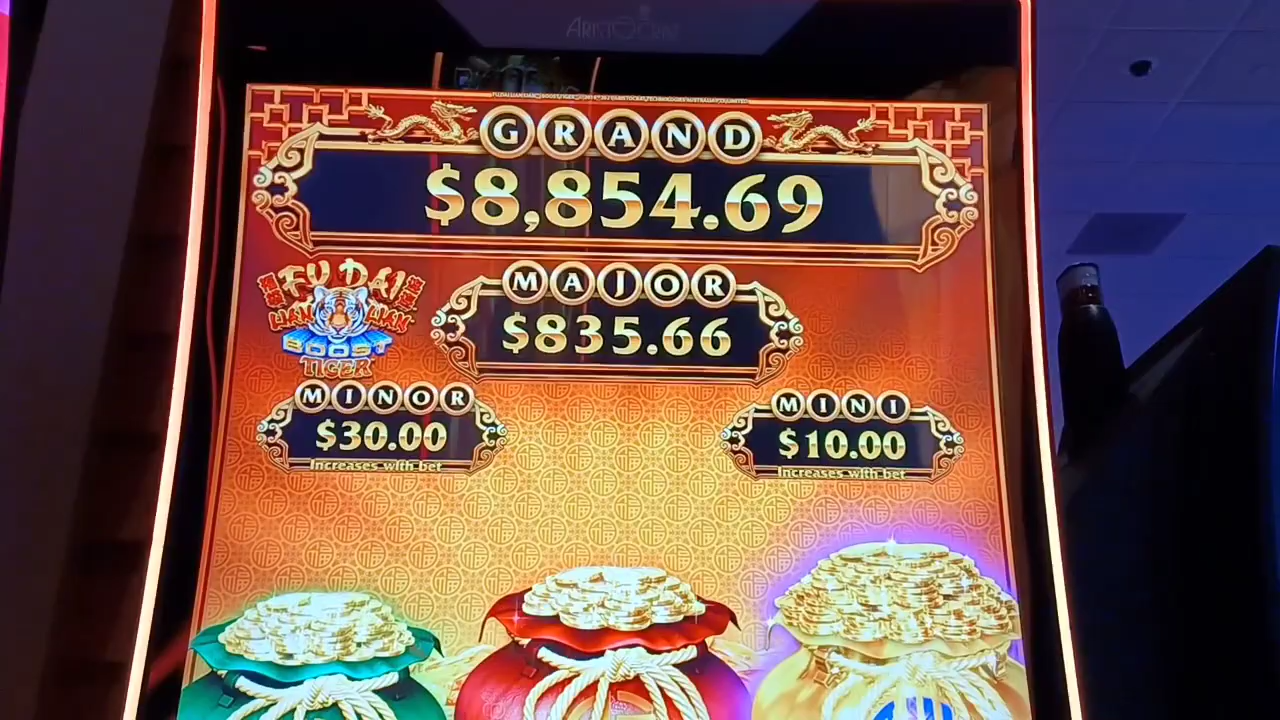 ARISTOCRAT
GRAND
$8,854.69
FU DAI
LIAN LIAN
BOOST
TIGER
MAJOR
$835.66
MINOR
$30.00
Increases with bet
MINI
$10.00
Increases with bet